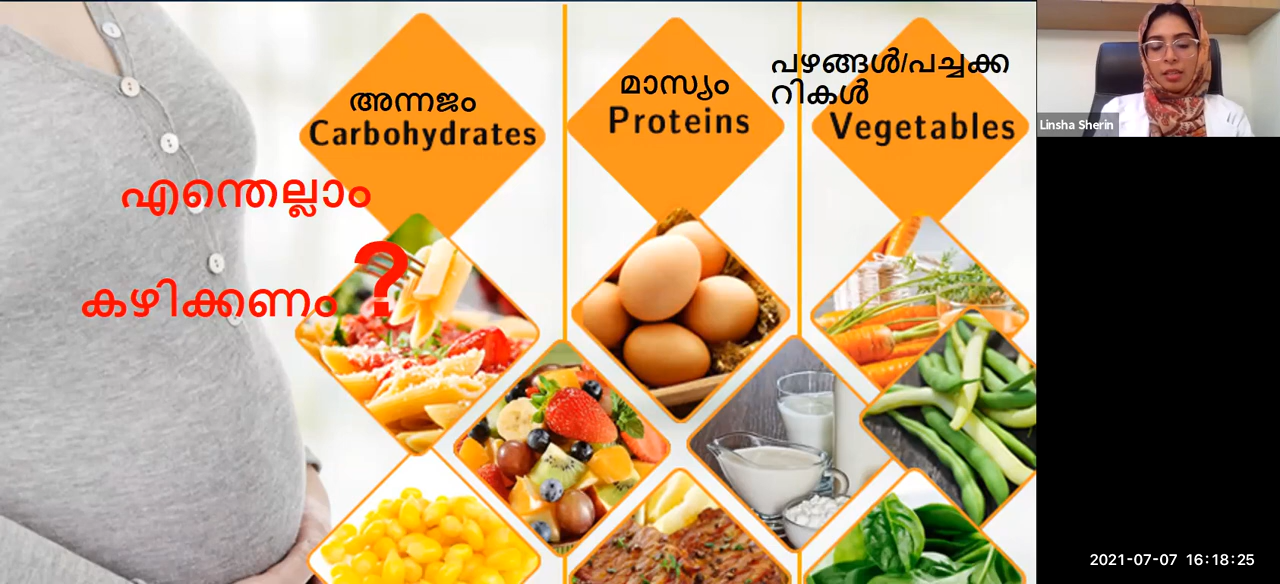 എന്തെല്ലാം
കഴിക്കണം ?
അന്നജം
Carbohydrates
മാസ്യം
Proteins
പഴങ്ങൾ/പച്ചക്ക
റികൾ
Vegetables
Linsha Sherin
2021-07-07 16:18:25